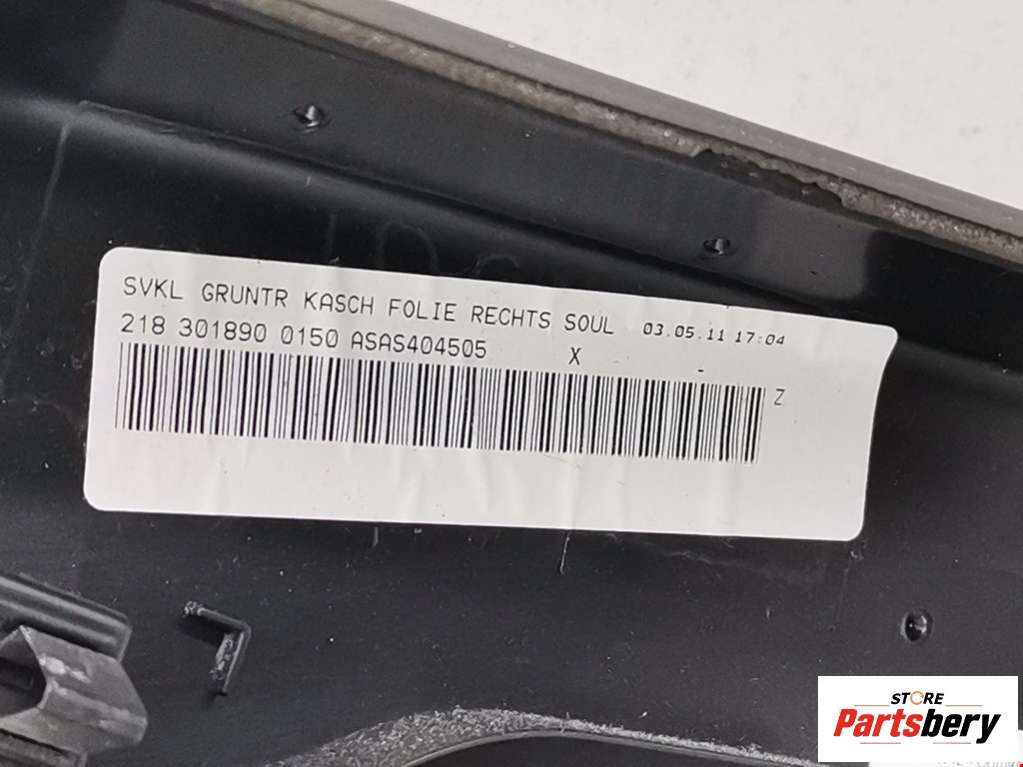 SVKL GRUNTR KASCH FOLIE RECHTS SOUL 03.05.11 17:04
218 301890 0150 ASAS404505 X -
Z
STORE
Partsbery